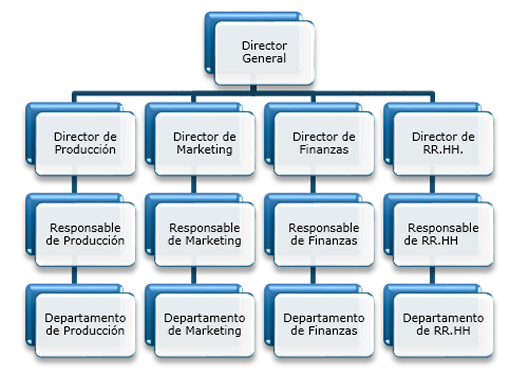 Director
General
Director de
Producción
Director de
Marketing
Director de
Finanzas
Director de
RR.HH.
Responsable
de Producción
Responsable
de Marketing
Responsable
de Finanzas
Responsable
de RR.HH
Departamento
de Producción
Departamento
de Marketing
Departamento
de Finanzas
Departamento
de RR.HH